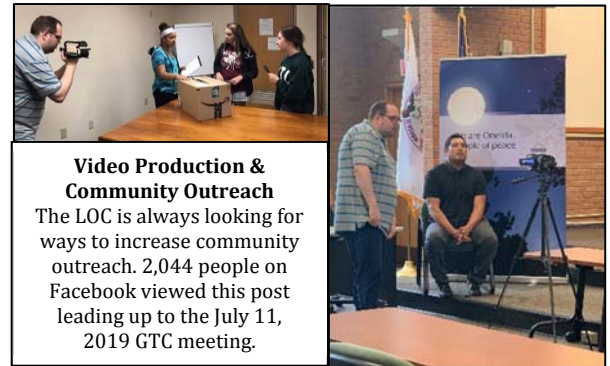 Video Production &
Community Outreach
The LOC is always looking for
ways to increase community
outreach. 2,044 people on
Facebook viewed this post
leading up to the July 11,
2019 GTC meeting.
are Oneida.
of peace.